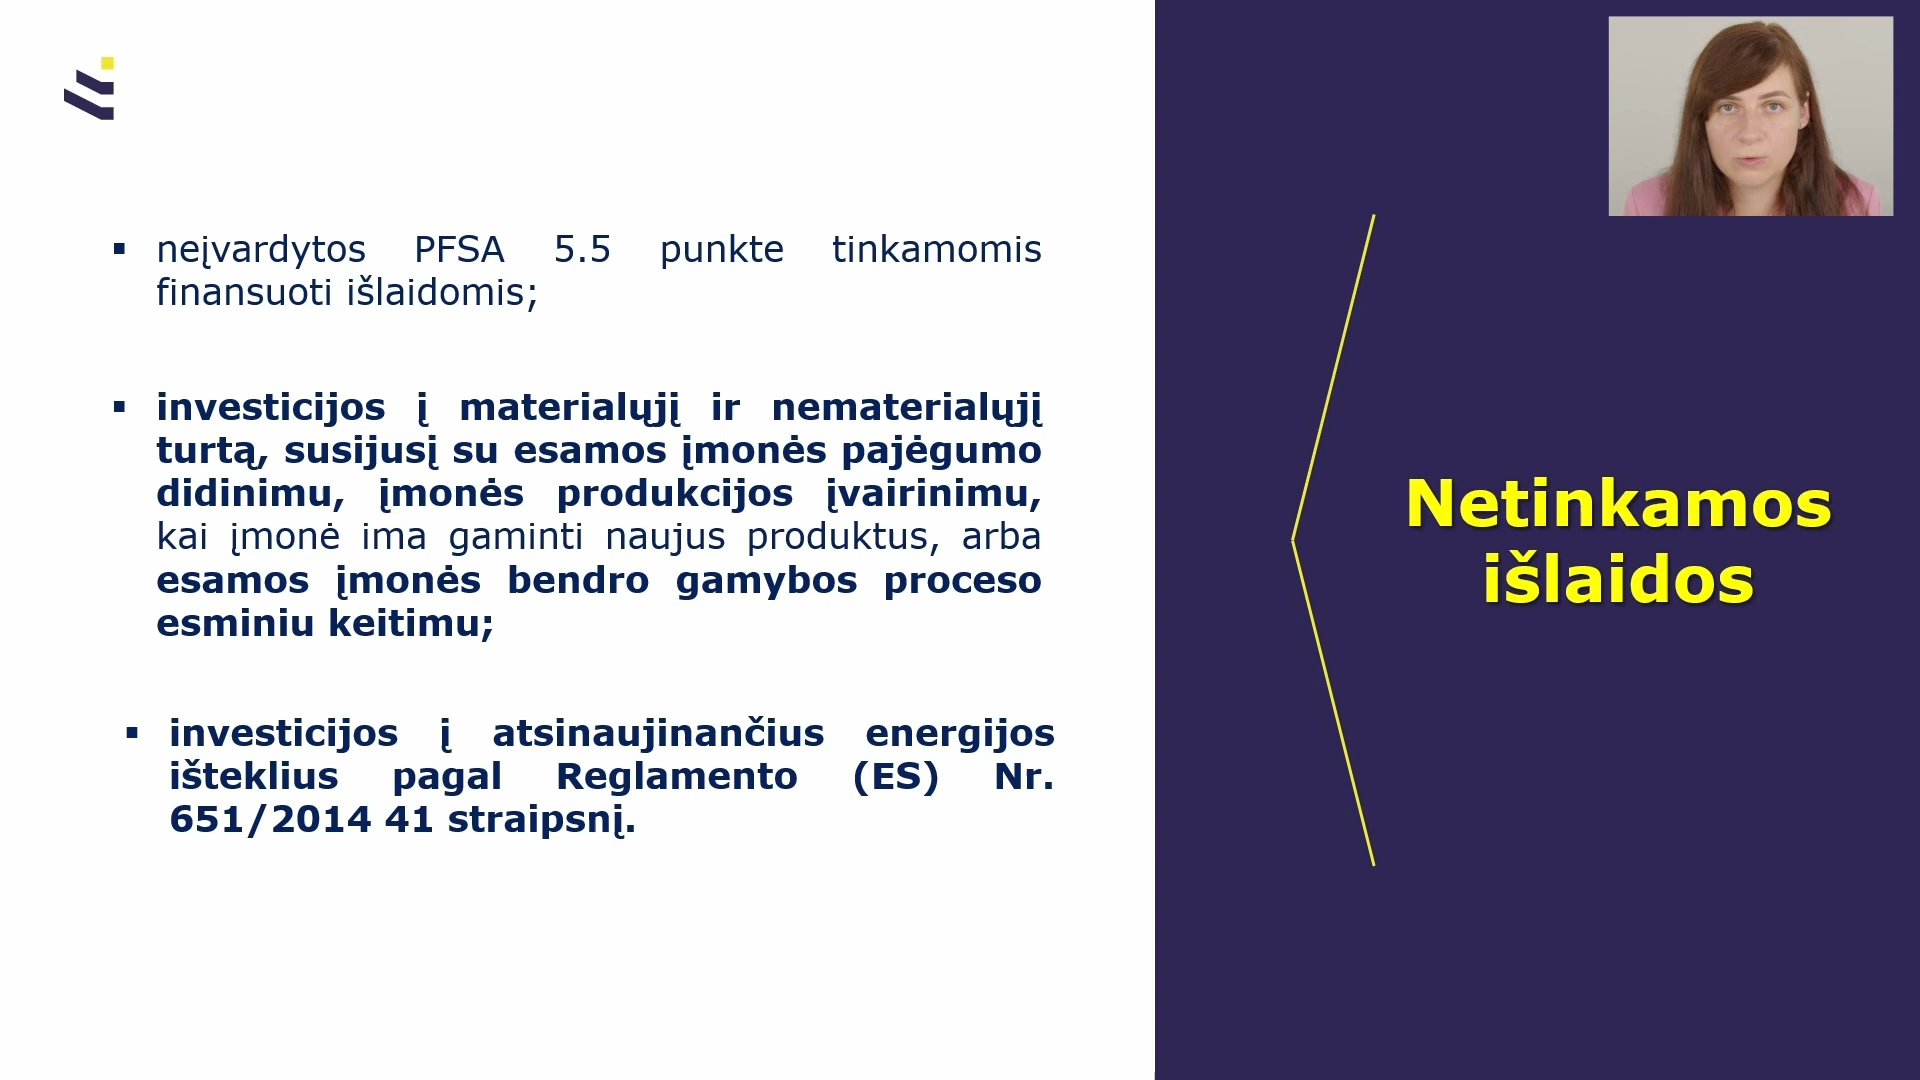 ▪ neįvardytos PFSA 5.5 punkte tinkamomis
finansuoti išlaidomis;
▪ investicijos į materialųjį ir nematerialųjį
turtą, susijusį su esamos įmonės pajėgumo
didinimu, įmonės produkcijos įvairinimu,
kai įmonė ima gaminti naujus produktus, arba
esamos įmonės bendro gamybos proceso
esminiu keitimu;
▪ investicijos į atsinaujinančius energijos
išteklius pagal Reglamento (ES) Nr.
651/2014 41 straipsnį.
Netinkamos
išlaidos